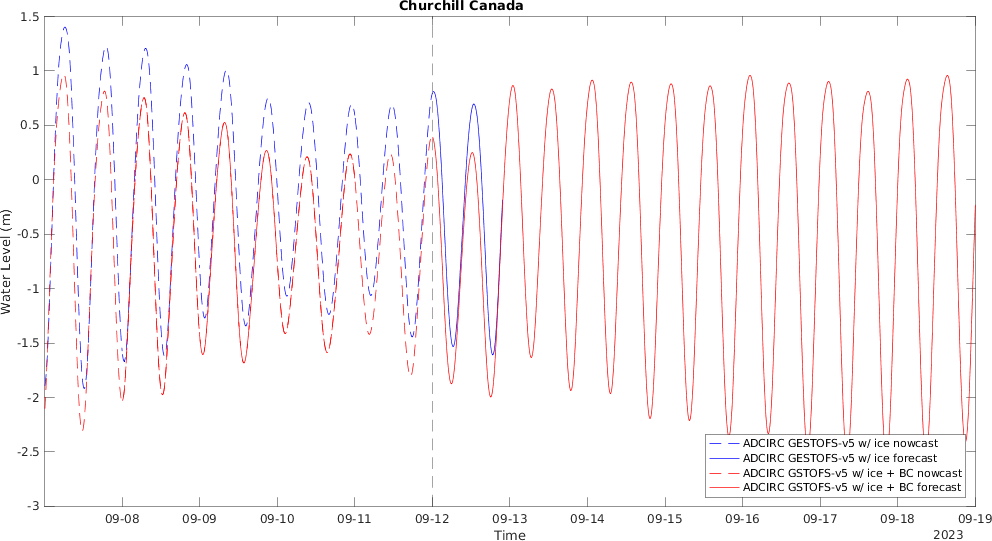 Churchill Canada
1.5
1
0.5
0
-0.5
-1
-1.5
-2
-2.5
-3
Water Level (m)
ADCIRC GESTOFS-v5 w/ ice nowcast
ADCIRC GESTOFS-v5 w/ ice forecast
ADCIRC GSTOFS-v5 w/ ice + BC nowcast
ADCIRC GSTOFS-v5 w/ ice + BC forecast
09-08 09-09 09-10 09-11 09-12 09-13 09-14 09-15 09-16 09-17 09-18 09-19
Time
2023